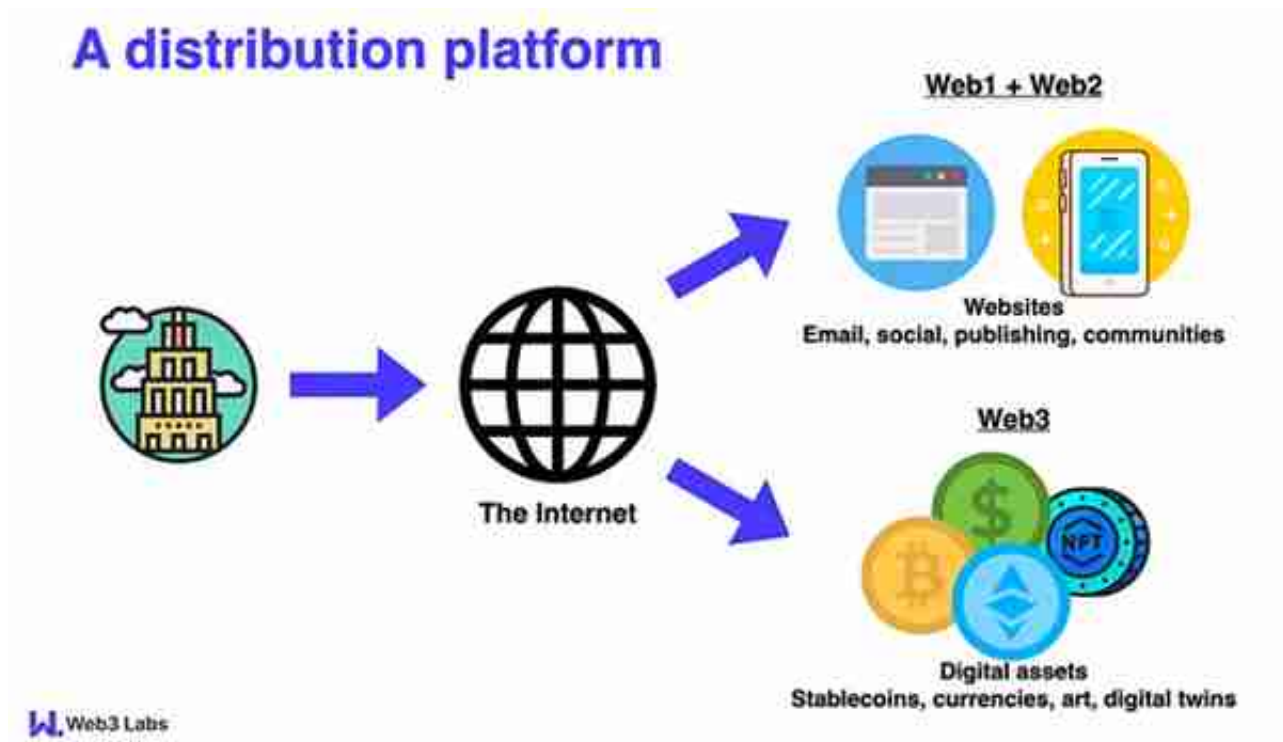 A distribution platform
Web1 + Web2
Websites
Email, social, publishing, communities
The Internet
Web3
$
NFT
B
Digital assets
Stablecoins, currencies, art, digital twins
W. Web3 Labs